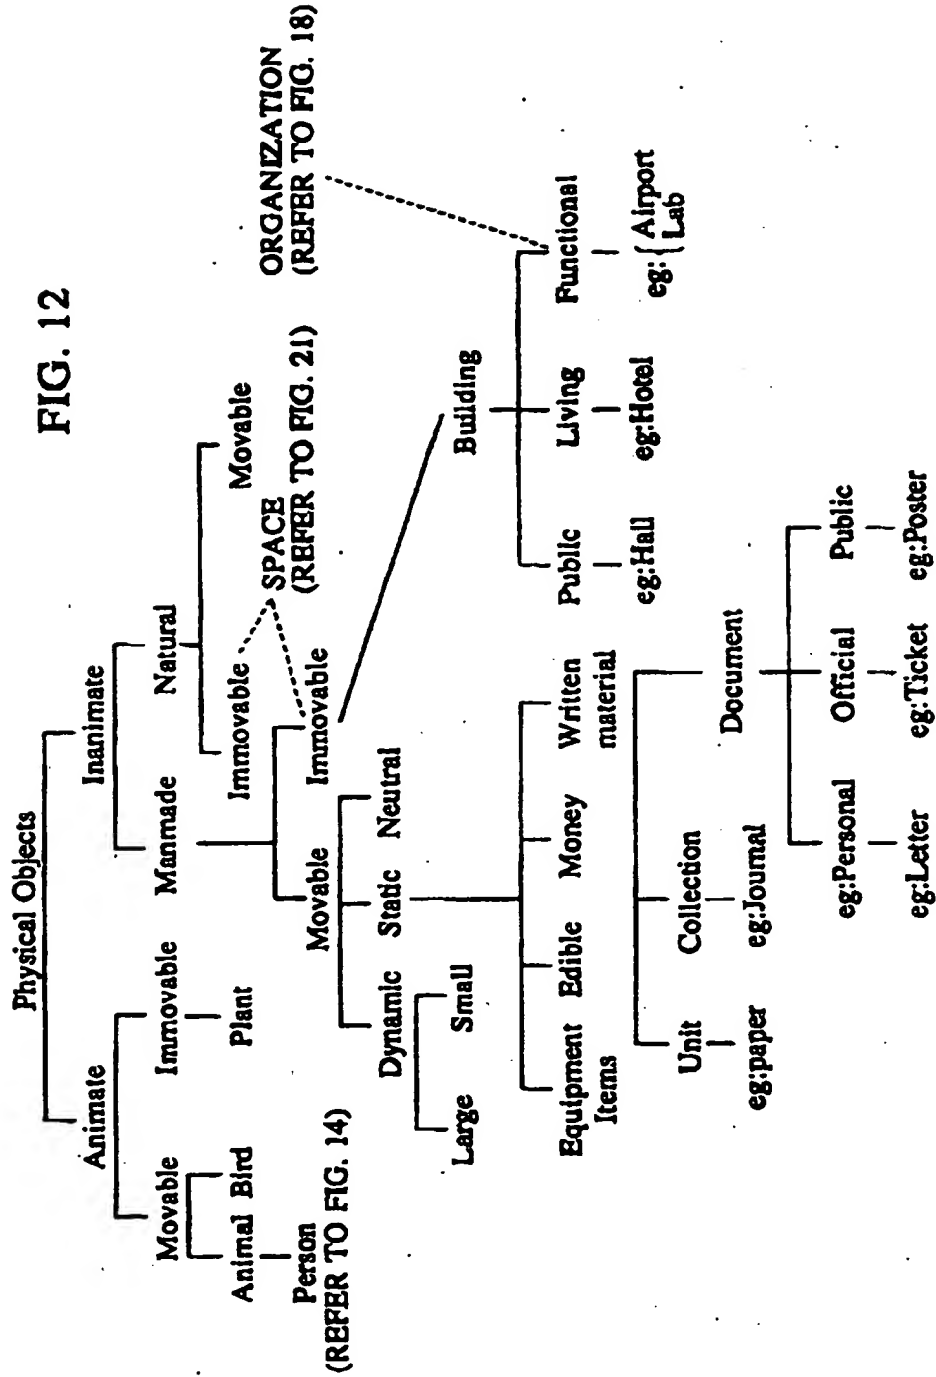 FIG. 12
Physical Objects
Animate
Inanimate
Movable
Immovable
Manmade
Natural
Animal
Bird
Plant
Immovable
Movable
Person
(REFER TO FIG. 14)
SPACE
(REFER TO FIG. 21)
ORGANIZATION
(REFER TO FIG. 18)
Movable
Immovable
Dynamic
Static
Neutral
Large
Small
Building
Equipment
Items
Edible
Money
Written
material
Public
Living
Functional
eg:Hall
eg:Hotel
eg:{Airport
Lab
Unit
Collection
Document
eg:paper
eg:Journal
eg:Personal
Official
Public
eg:Letter
eg:Ticket
eg:Poster